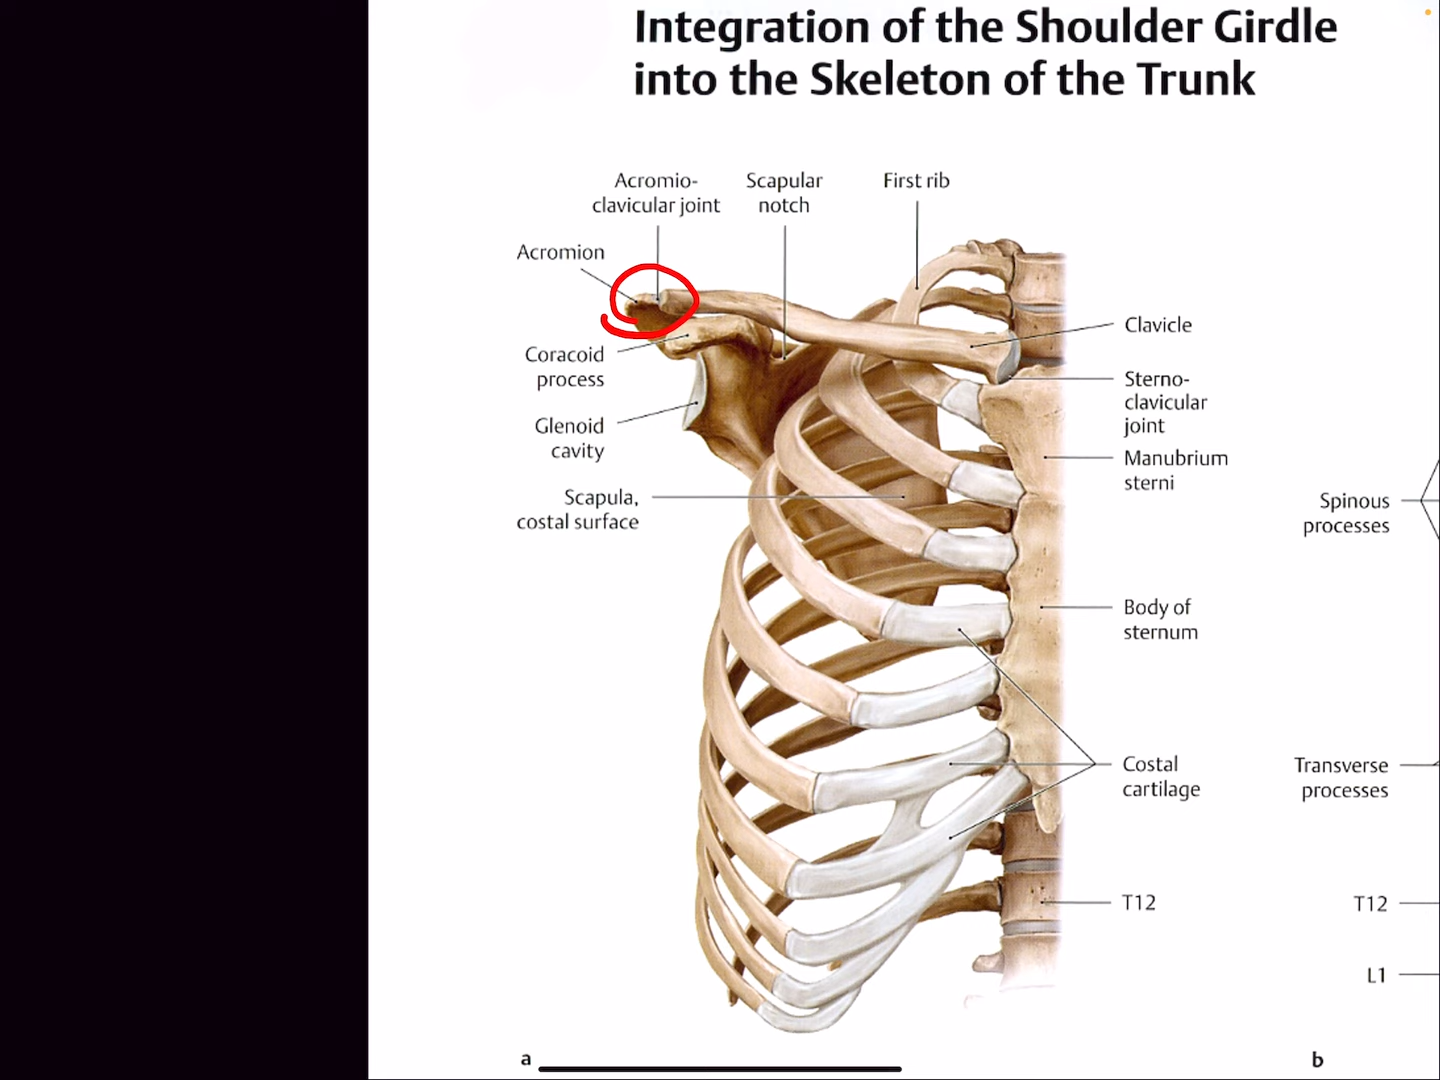 Integration of the Shoulder Girdle
into the Skeleton of the Trunk
Acromio-
clavicular joint
Scapular
notch
First rib
Acromion
Coracoid
process
Glenoid
cavity
Scapula,
costal surface
Clavicle
Sterno-
clavicular
joint
Manubrium
sterni
Body of
sternum
Costal
cartilage
T12
Spinous
processes
Transverse
processes
T12
L1
a
b